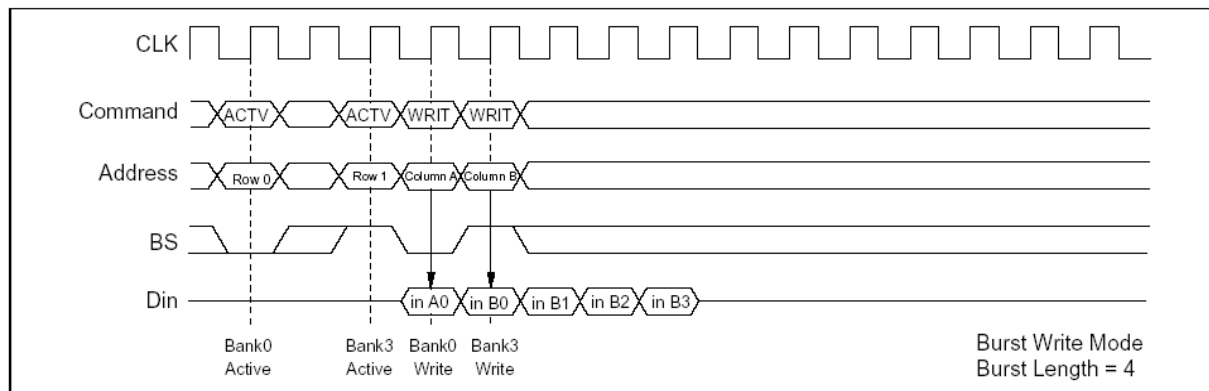 CLK
Command ACTV ACTV WRIT WRIT
Address Row 0 Row 1 Column A Column B
BS
Din in A0 in B0 in B1 in B2 in B3
Bank0 Bank3 Bank0 Bank3
Active Active Write Write
Burst Write Mode
Burst Length = 4